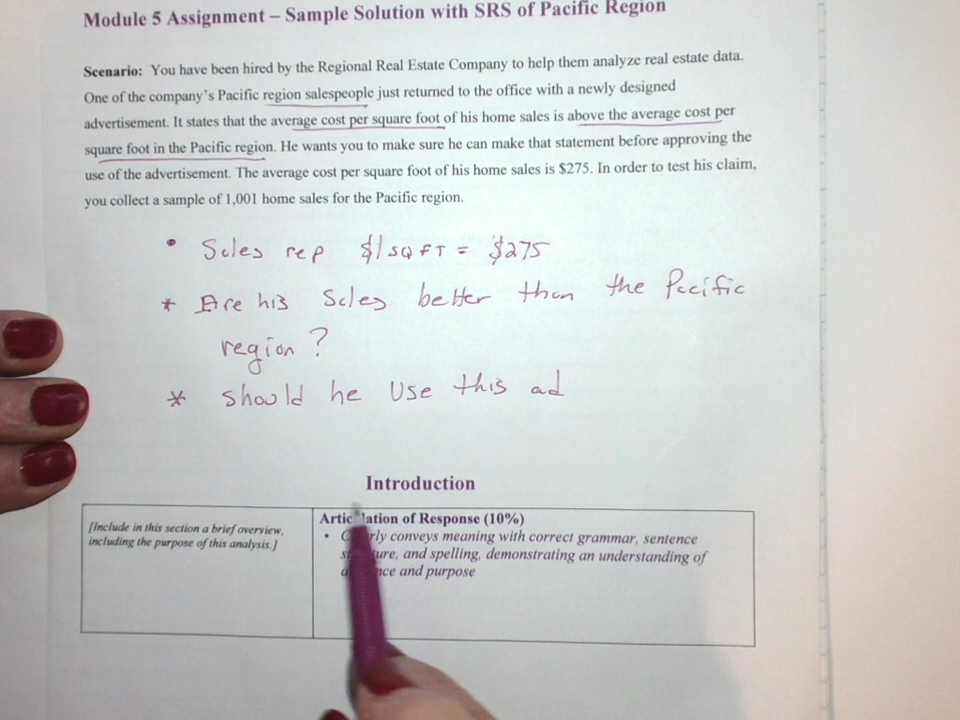 Module 5 Assignment – Sample Solution with SRS of Pacific Region
Scenario: You have been hired by the Regional Real Estate Company to help them analyze real estate data.
One of the company's Pacific region salespeople just returned to the office with a newly designed
advertisement. It states that the average cost per square foot of his home sales is above the average cost per
square foot in the Pacific region. He wants you to make sure he can make that statement before approving the
use of the advertisement. The average cost per square foot of his home sales is $275. In order to test his claim,
you collect a sample of 1,001 home sales for the Pacific region.
• Sales rep $/SQFT = $275
* Are his Sales better than the Pacific
region?
* Should he Use this ad
Introduction
[Include in this section a brief overview,
including the purpose of this analysis.]
of Response (10%)
• conveys meaning with correct grammar, sentence
and spelling, demonstrating an understanding of
and purpose